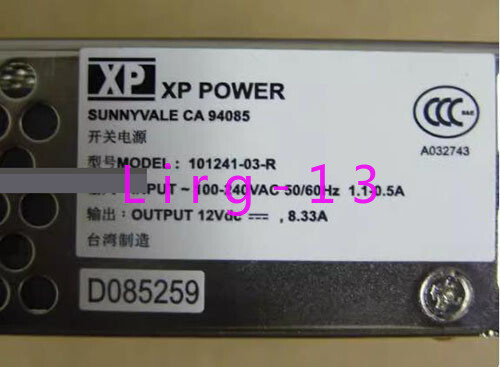 XP XP POWER
SUNNYVALE CA 94085
开关电源
型号MODEL : 101241-03-R
INPUT ~ 100-240VAC 50/60Hz 1.1-0.5A
输出 : OUTPUT 12Vdc ⎓ , 8.33A
台湾制造
CCC S&E
A032743
D085259
Lirg-13